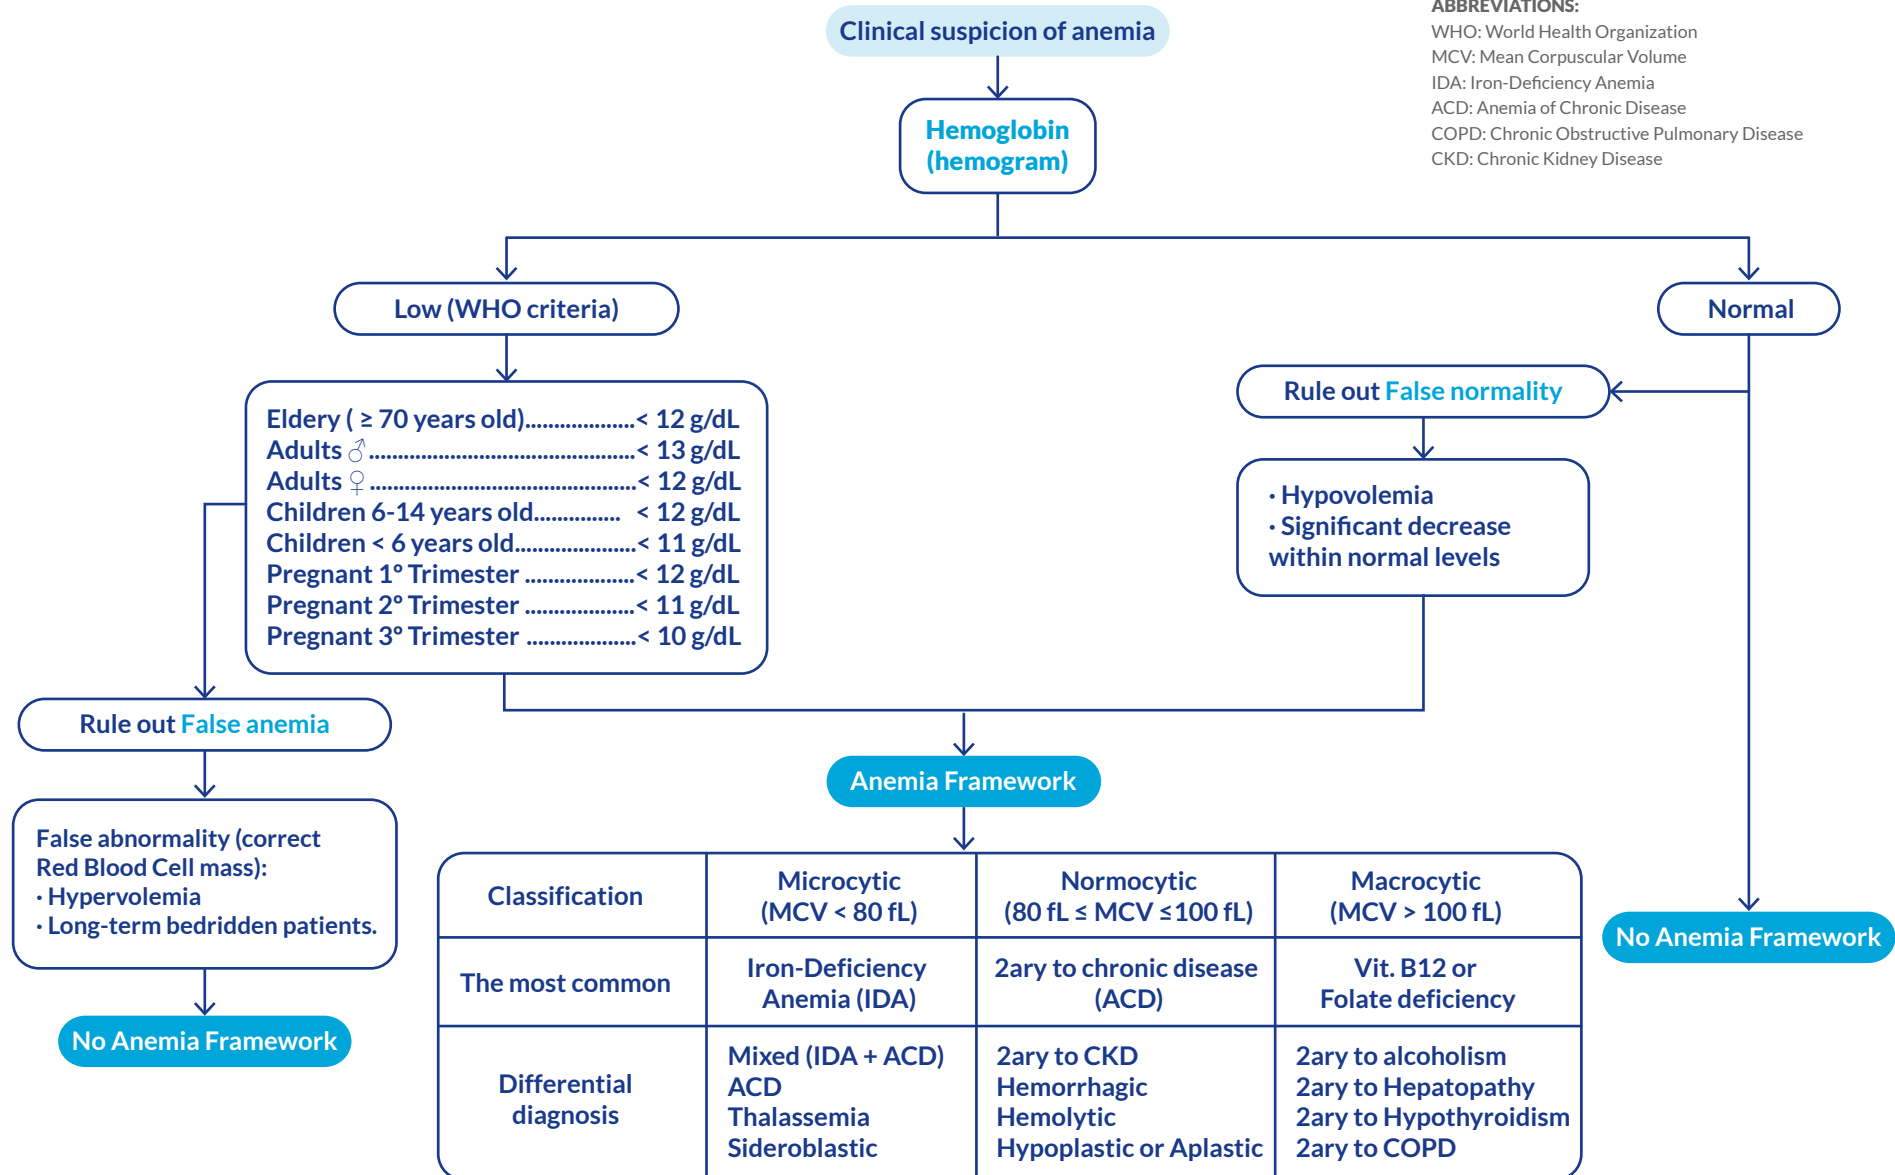 Clinical suspicion of anemia
ABBREVIATIONS:
WHO: World Health Organization
MCV: Mean Corpuscular Volume
IDA: Iron-Deficiency Anemia
ACD: Anemia of Chronic Disease
COPD: Chronic Obstructive Pulmonary Disease
CKD: Chronic Kidney Disease
Hemoglobin
(hemogram)
Low (WHO criteria)
Normal
Eldery ( ≥ 70 years old)...................< 12 g/dL
Adults ♂..............................................< 13 g/dL
Adults ♀..............................................< 12 g/dL
Children 6-14 years old............... < 12 g/dL
Children < 6 years old.....................< 11 g/dL
Pregnant 1º Trimester ...................< 12 g/dL
Pregnant 2º Trimester ...................< 11 g/dL
Pregnant 3º Trimester ...................< 10 g/dL
Rule out False normality
· Hypovolemia
· Significant decrease
within normal levels
Rule out False anemia
False abnormality (correct
Red Blood Cell mass):
· Hypervolemia
· Long-term bedridden patients.
No Anemia Framework
Anemia Framework
Classification
Microcytic
(MCV < 80 fL)
Normocytic
(80 fL ≤ MCV ≤100 fL)
Macrocytic
(MCV > 100 fL)
The most common
Iron-Deficiency
Anemia (IDA)
2ary to chronic disease
(ACD)
Vit. B12 or
Folate deficiency
Differential
diagnosis
Mixed (IDA + ACD)
ACD
Thalassemia
Sideroblastic
2ary to CKD
Hemorrhagic
Hemolytic
Hypoplastic or Aplastic
2ary to alcoholism
2ary to Hepatopathy
2ary to Hypothyroidism
2ary to COPD
No Anemia Framework